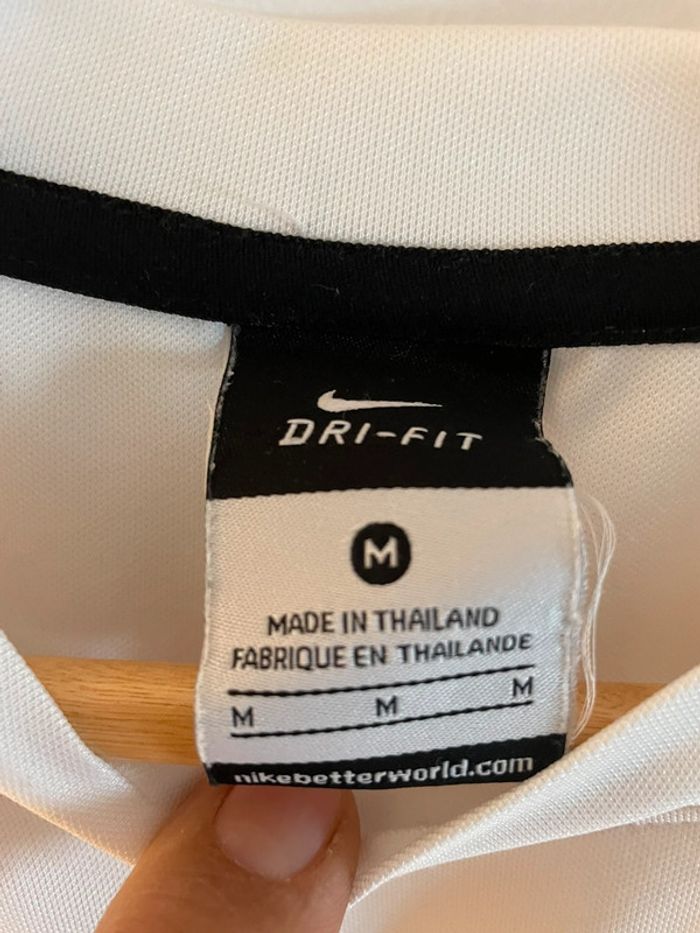 DRI-FIT
M
MADE IN THAILAND
FABRIQUE EN THAILANDE
M M M
nikebetterworld.com